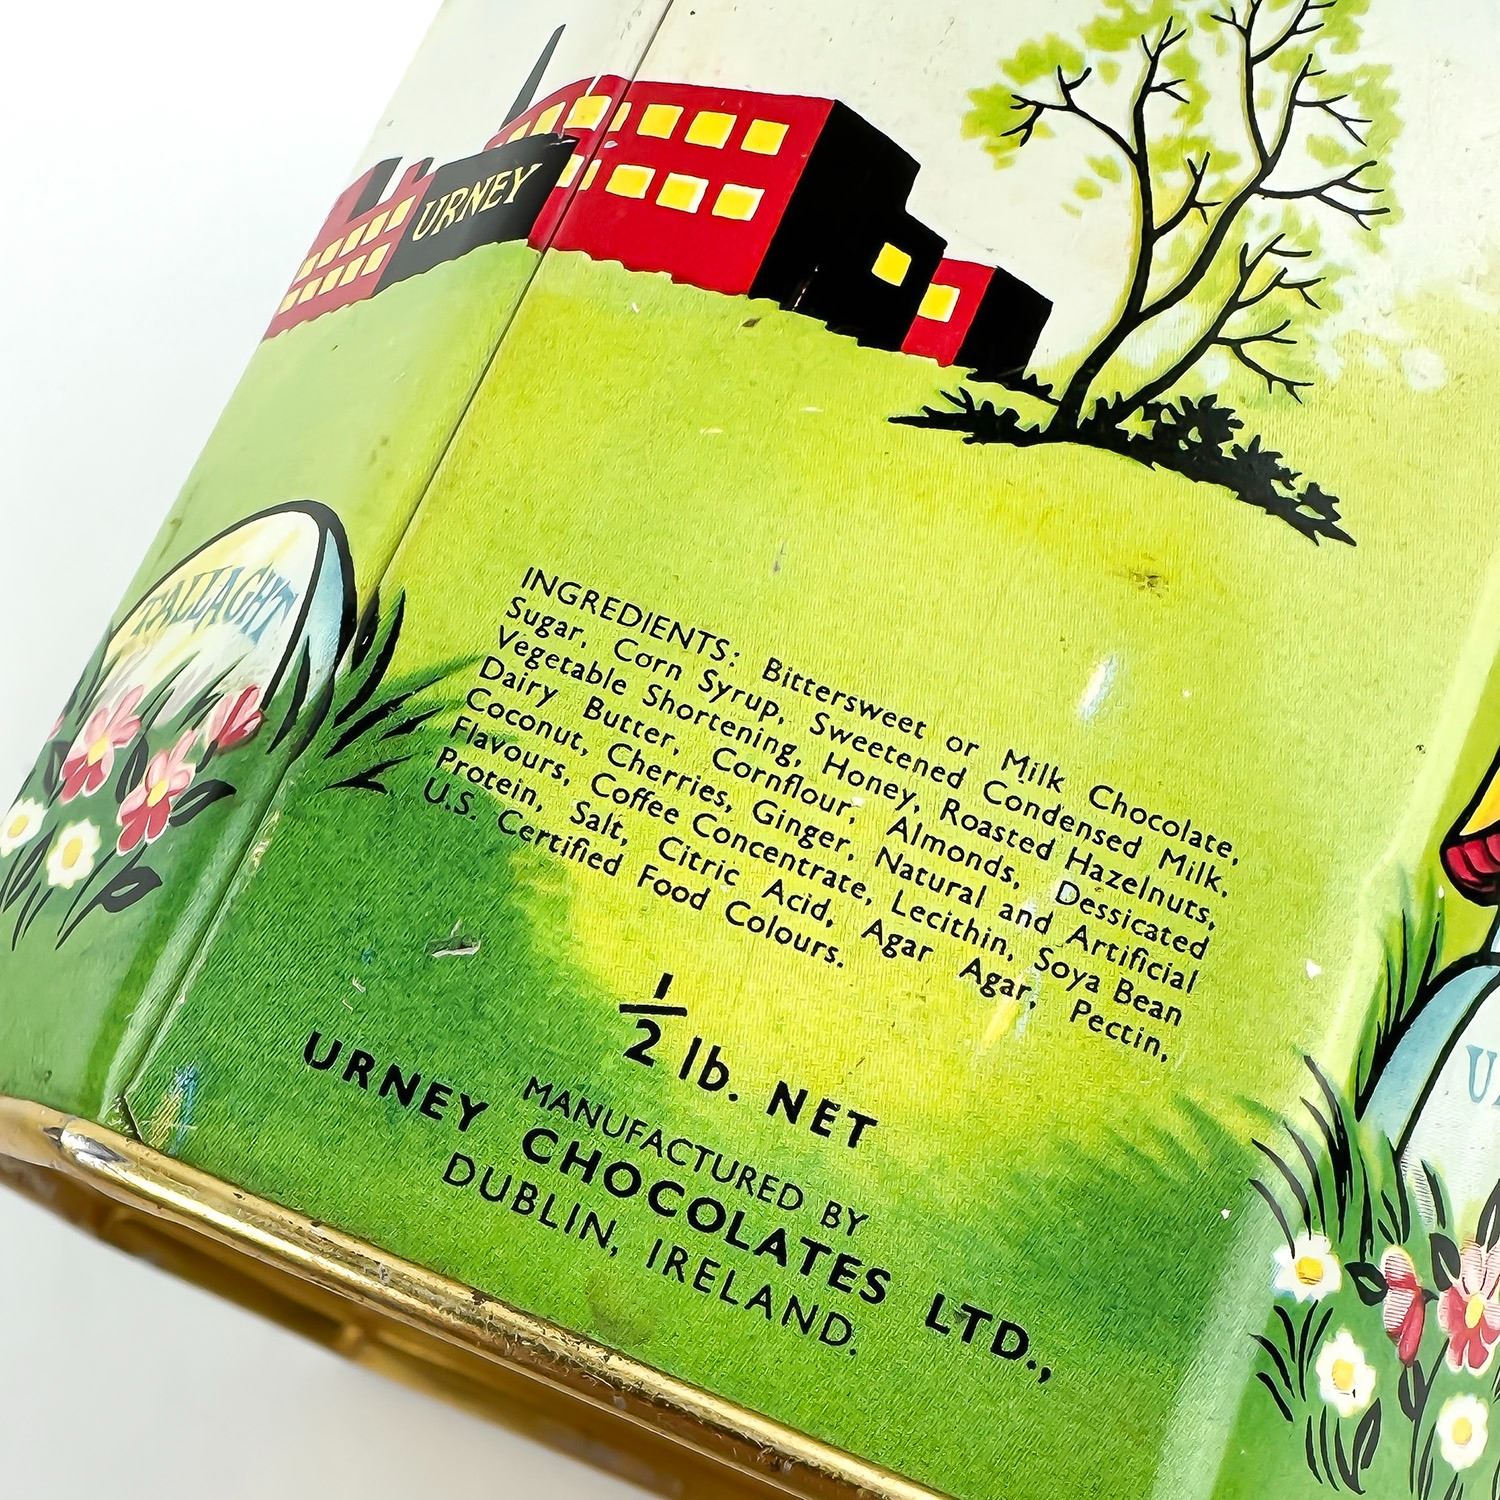 URNEY
TALLAGHT
INGREDIENTS: Bittersweet or Milk Chocolate,
Sugar, Corn Syrup, Sweetened Condensed Milk,
Vegetable Shortening, Honey, Roasted Hazelnuts,
Dairy Butter, Cornflour, Almonds, Dessicated
Coconut, Cherries, Ginger, Natural and Artificial
Flavours, Coffee Concentrate, Lecithin, Soya Bean
Protein, Salt, Citric Acid, Agar Agar, Pectin,
U.S. Certified Food Colours.
1/2 lb. NET
MANUFACTURED BY
URNEY CHOCOLATES LTD.,
DUBLIN, IRELAND.